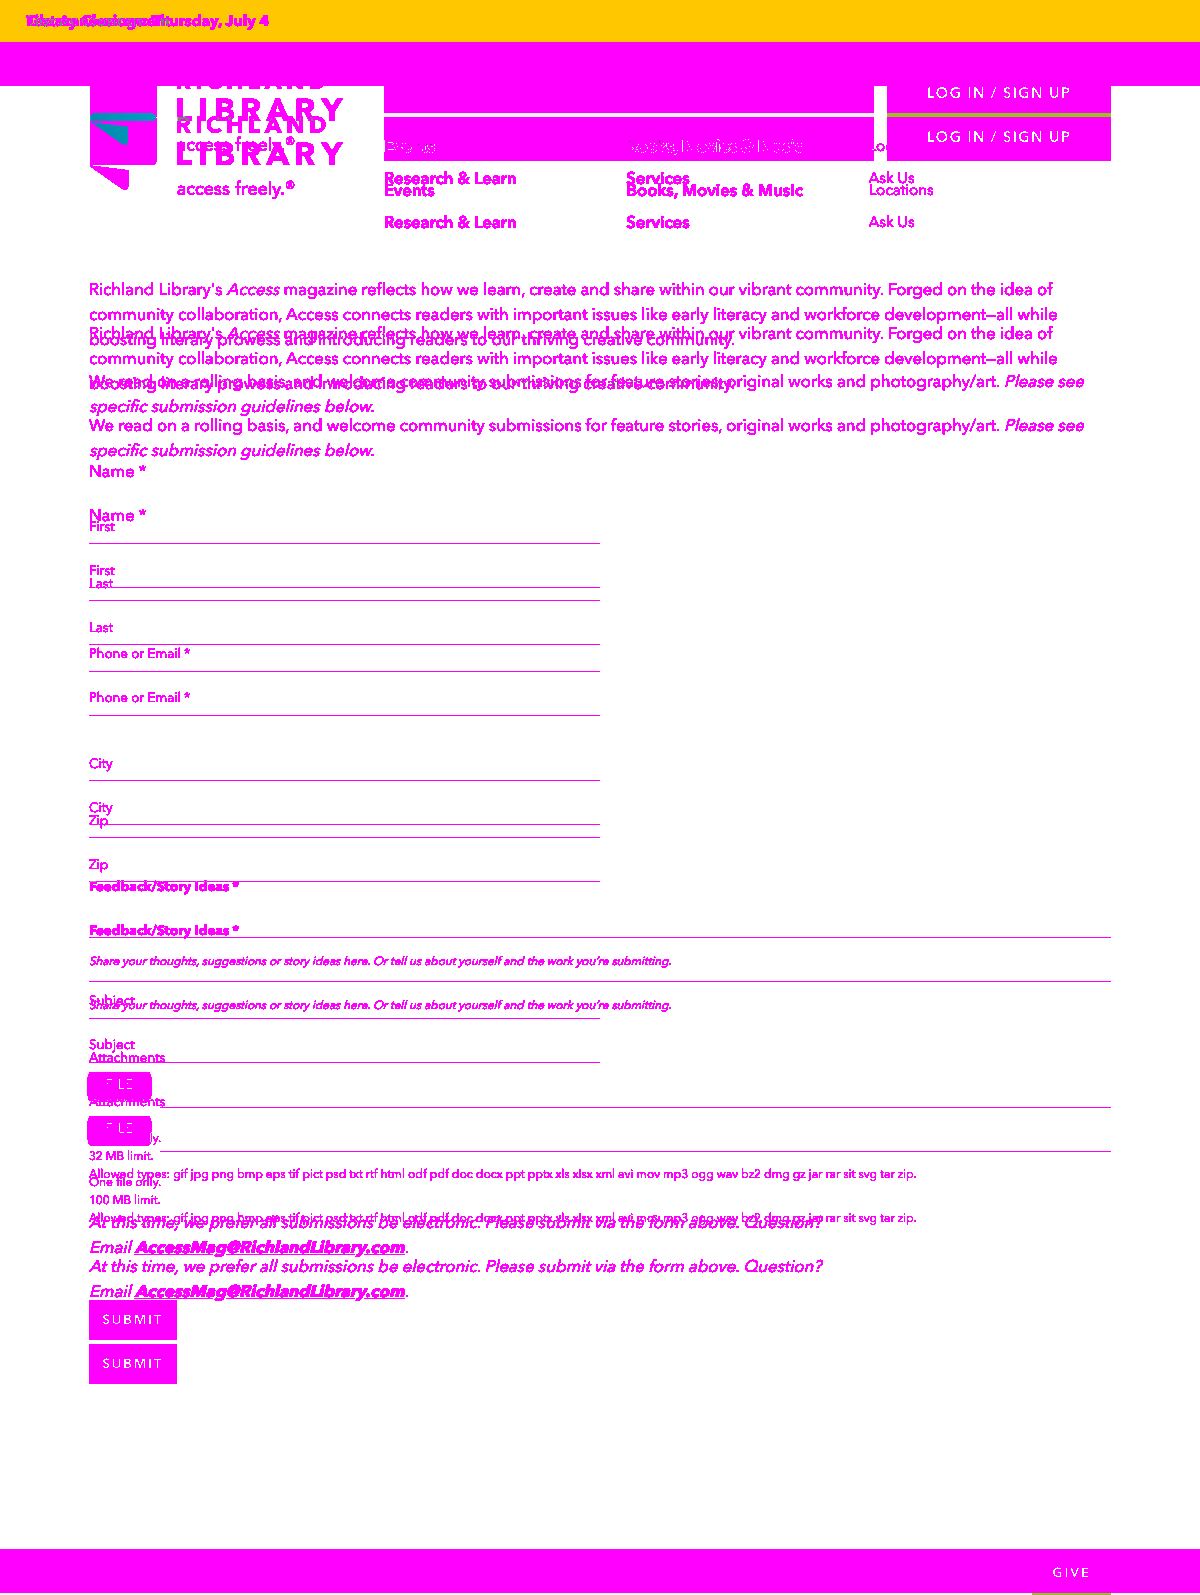 Thursday, July 4
RICHLAND
LIBRARY
RICHLAND
LIBRARY
access freely.®
access freely.®
LOG IN / SIGN UP
LOG IN / SIGN UP
Events
Books, Movies & Music
Research & Learn
Services
Ask Us
Events
Books, Movies & Music
Locations
Research & Learn
Services
Ask Us
Richland Library's Access magazine reflects how we learn, create and share within our vibrant community. Forged on the idea of
community collaboration, Access connects readers with important issues like early literacy and workforce development—all while
Richland Library's Access magazine reflects how we learn, create and share within our vibrant community. Forged on the idea of
boosting literary prowess and introducing readers to our thriving creative community.
community collaboration, Access connects readers with important issues like early literacy and workforce development—all while
We read on a rolling basis, and welcome community submissions for feature stories, original works and photography/art. Please see
boosting literary prowess and introducing readers to our thriving creative community.
specific submission guidelines below.
We read on a rolling basis, and welcome community submissions for feature stories, original works and photography/art. Please see
specific submission guidelines below.
Name *
Name *
First
First
Last
Last
Phone or Email *
Phone or Email *
City
City
Zip
Zip
Feedback/Story Ideas *
Feedback/Story Ideas *
Share your thoughts, suggestions or story ideas here. Or tell us about yourself and the work you're submitting.
Subject
Share your thoughts, suggestions or story ideas here. Or tell us about yourself and the work you're submitting.
Subject
Attachments
FILE
Attachments
FILE
32 MB limit.
Allowed types: gif jpg png bmp eps tif pict psd txt rtf html odf pdf doc docx ppt pptx xls xlsx xml avi mov mp3 ogg wav bz2 dmg gz jar rar sit svg tar zip.
One file only.
100 MB limit.
Allowed types: gif jpg png bmp eps tif pict psd txt rtf html odf pdf doc docx ppt pptx xls xlsx xml avi mov mp3 ogg wav bz2 dmg gz jar rar sit svg tar zip.
At this time, we prefer all submissions be electronic. Please submit via the form above. Question?
Email AccessMag@RichlandLibrary.com.
At this time, we prefer all submissions be electronic. Please submit via the form above. Question?
Email AccessMag@RichlandLibrary.com.
SUBMIT
SUBMIT
GIVE